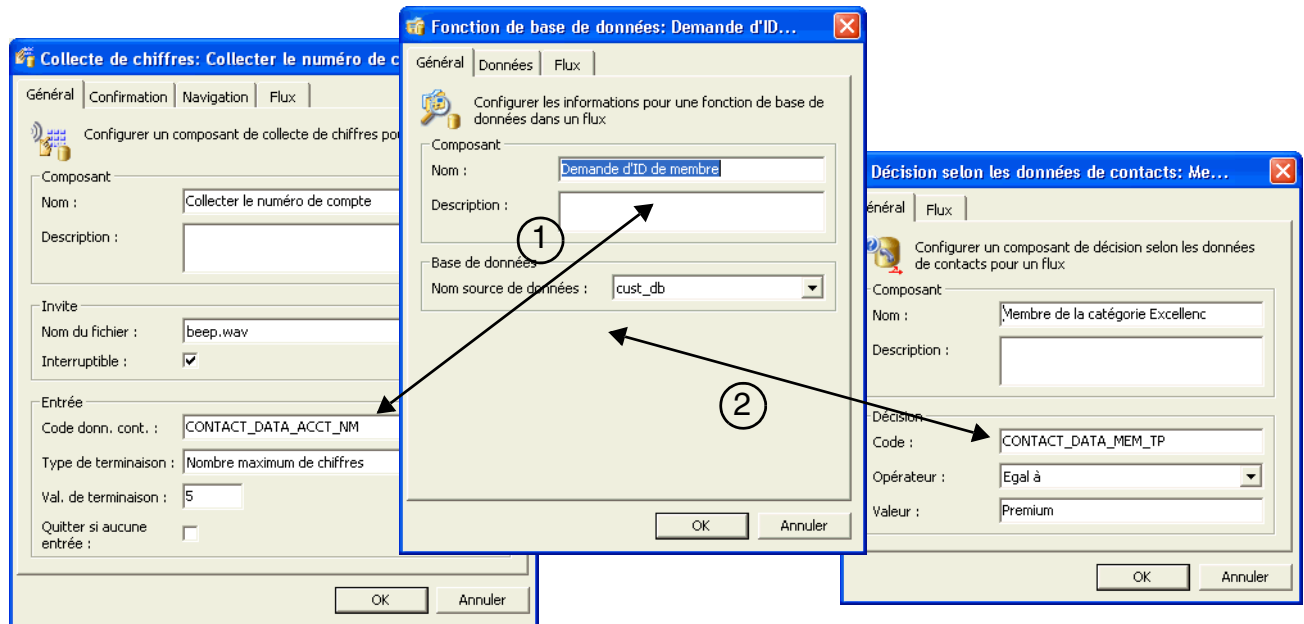 Collecte de chiffres: Collecter le numéro de c
Général Confirmation Navigation Flux
Configurer un composant de collecte de chiffres pou
Composant
Nom : Collecter le numéro de compte
Description :
Invite
Nom du fichier : beep.wav
Interruptible :
Entrée
Code donn. cont. : CONTACT_DATA_ACCT_NM
Type de terminaison : Nombre maximum de chiffres
Val. de terminaison : 5
Quitter si aucune
entrée :
OK Annuler
Fonction de base de données: Demande d'ID...
Général Données Flux
Configurer les informations pour une fonction de base de
données dans un flux
Composant
Nom : Demande d'ID de membre
Description :
1
Base de données
Nom source de données : cust_db
2
OK Annuler
Décision selon les données de contacts: Me...
énéral Flux
Configurer un composant de décision selon les données
de contacts pour un flux
Composant
Nom : Membre de la catégorie Excellenc
Description :
Décision
Code : CONTACT_DATA_MEM_TP
Opérateur : Egal à
Valeur : Premium
OK Annuler